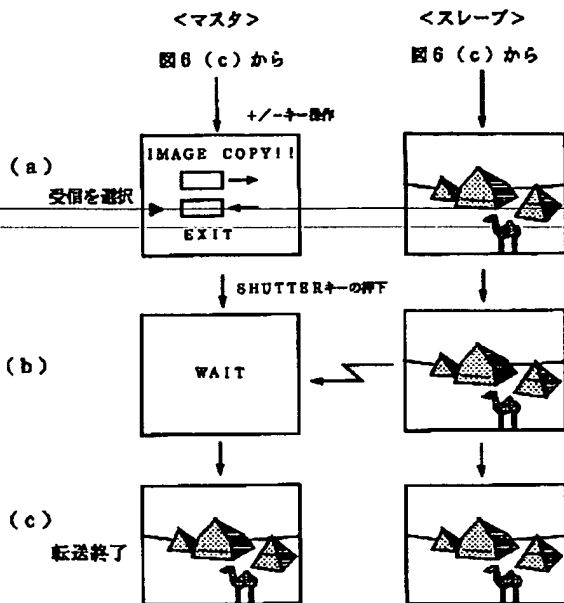 <マスタ> <スレーブ>
図6(c)から 図6(c)から
+/-キー操作
(a)
IMAGE COPY!!
受信を選択
EXIT
SHUTTERキーの押下
(b)
WAIT
(c)
転送終了